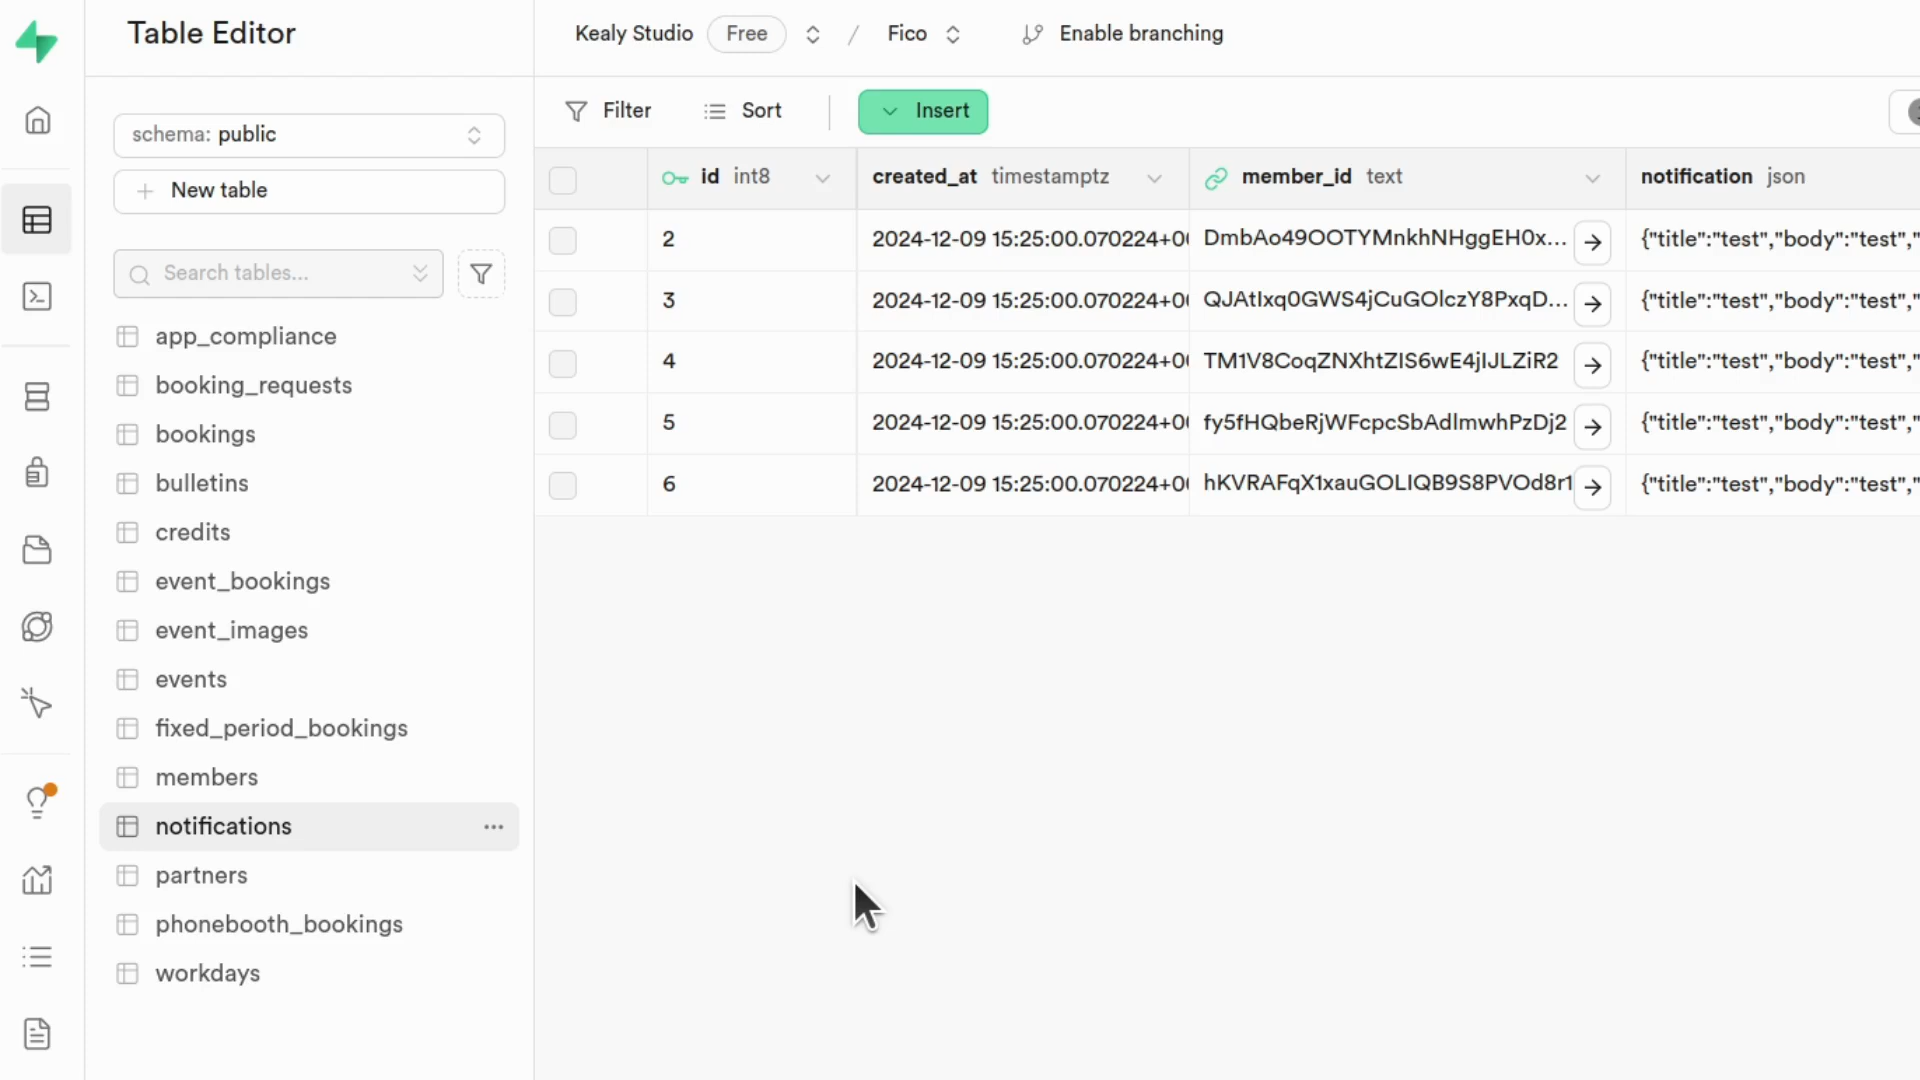 Table Editor
Kealy Studio Free / Fico Enable branching
schema: public
New table
Search tables...
app_compliance
booking_requests
bookings
bulletins
credits
event_bookings
event_images
events
fixed_period_bookings
members
notifications
partners
phonebooth_bookings
workdays
Filter Sort Insert
id int8 created_at timestamptz member_id text notification json
2 2024-12-09 15:25:00.070224+0 DmbAo49OOTYMnkhNHggEH0x... {"title":"test","body":"test","
3 2024-12-09 15:25:00.070224+0 QJAtIxq0GWS4jCuGOlczY8PxqD... {"title":"test","body":"test","
4 2024-12-09 15:25:00.070224+0 TM1V8CoqZNXhtZIS6wE4jIJLZiR2 {"title":"test","body":"test","
5 2024-12-09 15:25:00.070224+0 fy5fHQbeRjWFcpcSbAdlmwhPzDj2 {"title":"test","body":"test","
6 2024-12-09 15:25:00.070224+0 hKVRAFqX1xauGOLIQB9S8PVOd8r1 {"title":"test","body":"test","